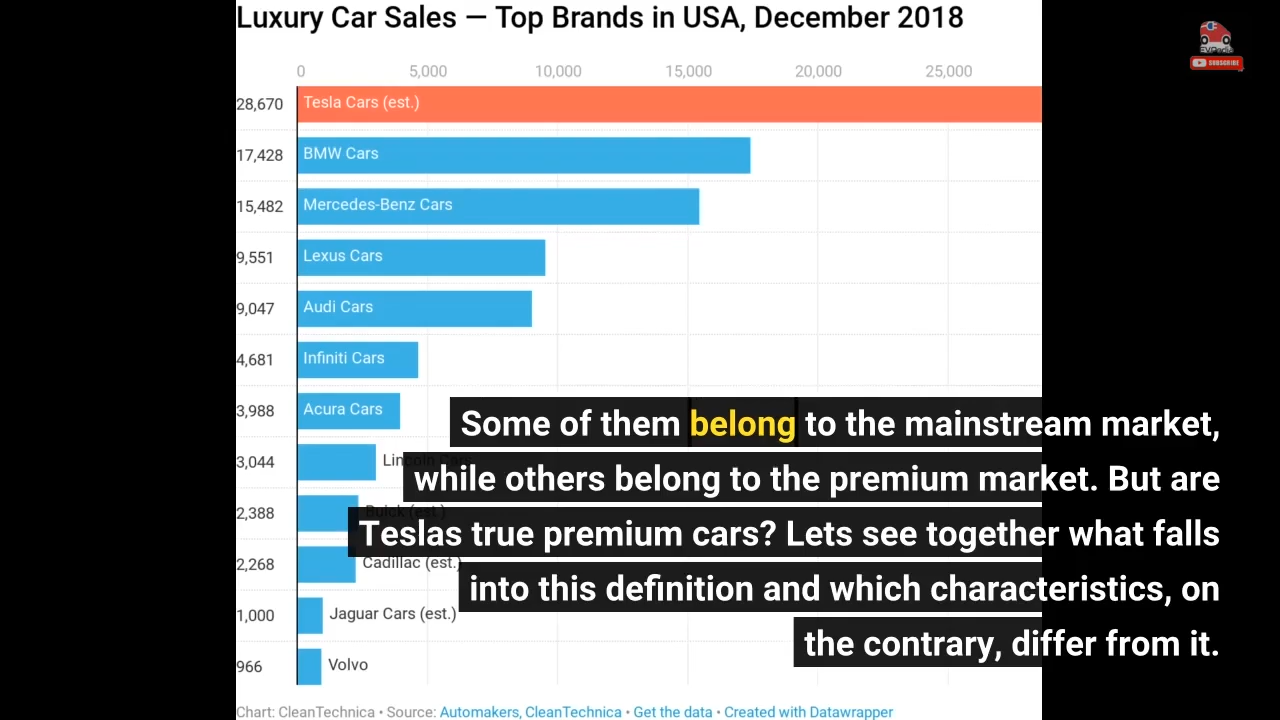 Luxury Car Sales — Top Brands in USA, December 2018
0 5,000 10,000 15,000 20,000 25,000
28,670 Tesla Cars (est.)
17,428 BMW Cars
15,482 Mercedes-Benz Cars
9,551 Lexus Cars
9,047 Audi Cars
4,681 Infiniti Cars
3,988 Acura Cars
3,044 Lincoln Cars
2,388 Buick (est.)
2,268 Cadillac (est.)
1,000 Jaguar Cars (est.)
966 Volvo
Some of them belong to the mainstream market,
while others belong to the premium market. But are
Teslas true premium cars? Lets see together what falls
into this definition and which characteristics, on
the contrary, differ from it.
Chart: CleanTechnica • Source: Automakers, CleanTechnica • Get the data • Created with Datawrapper
SUBSCRIBE